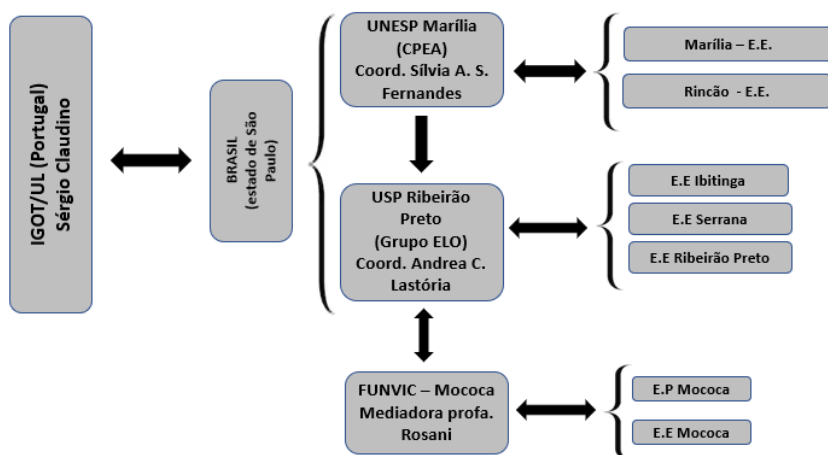 IGOT/UL (Portugal)
Sérgio Claudino
BRASIL
(estado de São
Paulo)
UNESP Marília
(CPEA)
Coord. Sílvia A. S.
Fernandes
Marília – E.E.
Rincão - E.E.
USP Ribeirão
Preto
(Grupo ELO)
Coord. Andrea C.
Lastória
E.E Ibitinga
E.E Serrana
E.E Ribeirão Preto
FUNVIC – Mococa
Mediadora profa.
Rosani
E.P Mococa
E.E Mococa